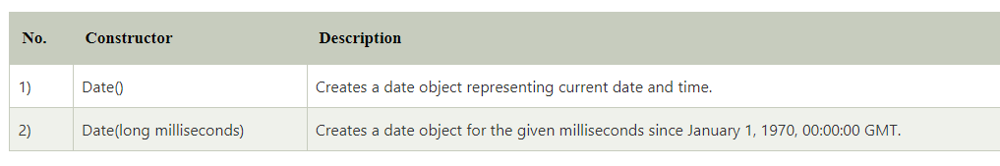 No. Constructor Description
1) Date() Creates a date object representing current date and time.
2) Date(long milliseconds) Creates a date object for the given milliseconds since January 1, 1970, 00:00:00 GMT.